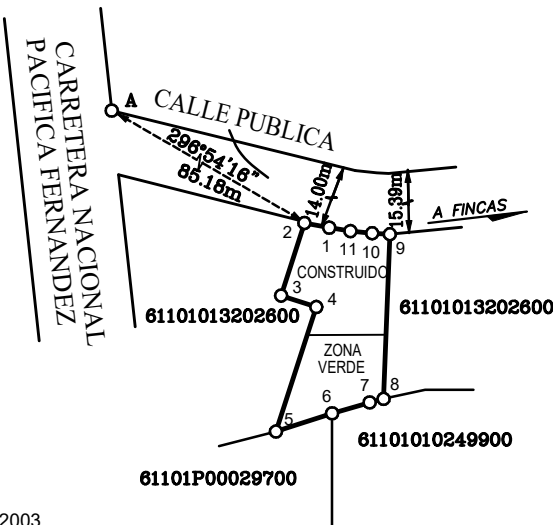 CARRETERA NACIONAL
PACIFICA FERNANDEZ
A
CALLE PUBLICA
296°54'16"
85.18m
14.00m
15.39m
A FINCAS
2
1
11
10
9
CONSTRUIDO
3
4
61101013202600
61101013202600
ZONA
VERDE
7
8
6
5
61101010249900
61101P00029700
2003